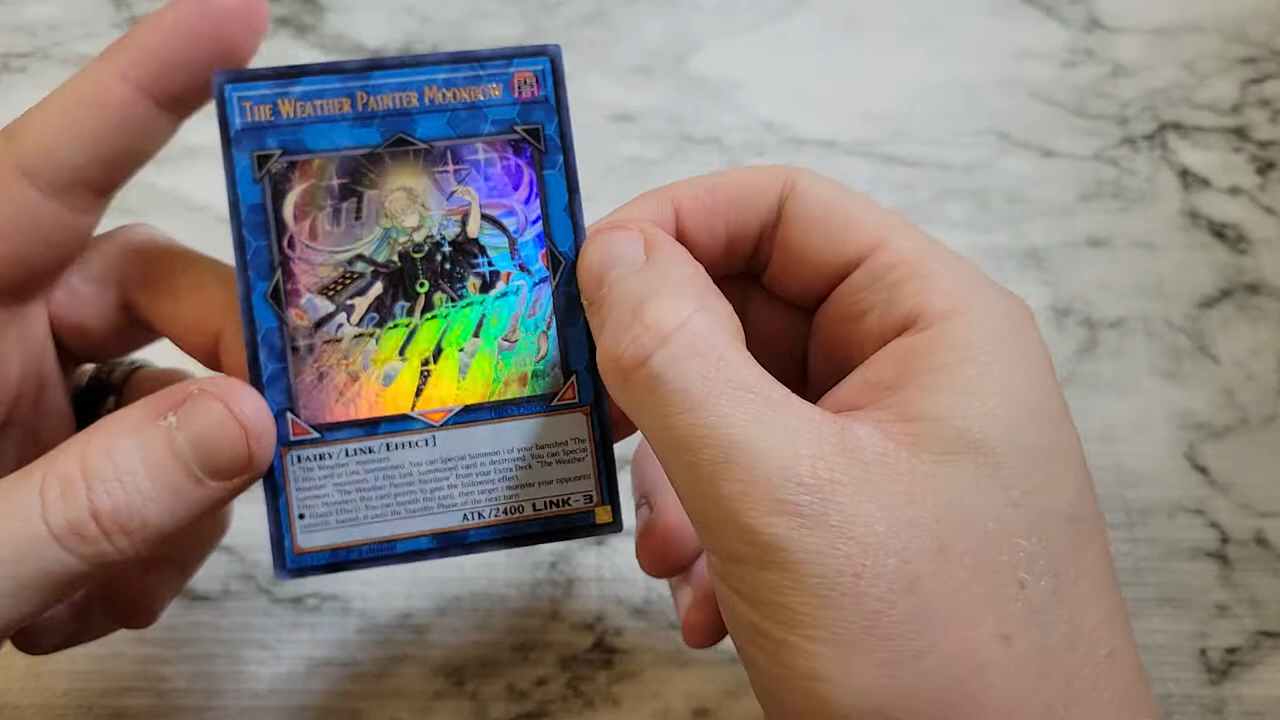 THE WEATHER PAINTER MOONBOW 闇
[FAIRY/LINK/EFFECT]
"The Weather" monsters
If this card is Link Summoned: You can Special Summon 1 of your banished "The
Weather" monsters. If this Link Summoned card is destroyed: You can Special
Summon 1 "The Weather Painter Rainbow" from your Extra Deck. "The Weather"
Effect Monsters this card points to gain the following effect.
● (Quick Effect): You can banish this card, then target 1 monster your opponent
controls; banish it until the Standby Phase of the next turn.
ATK/2400 LINK-3